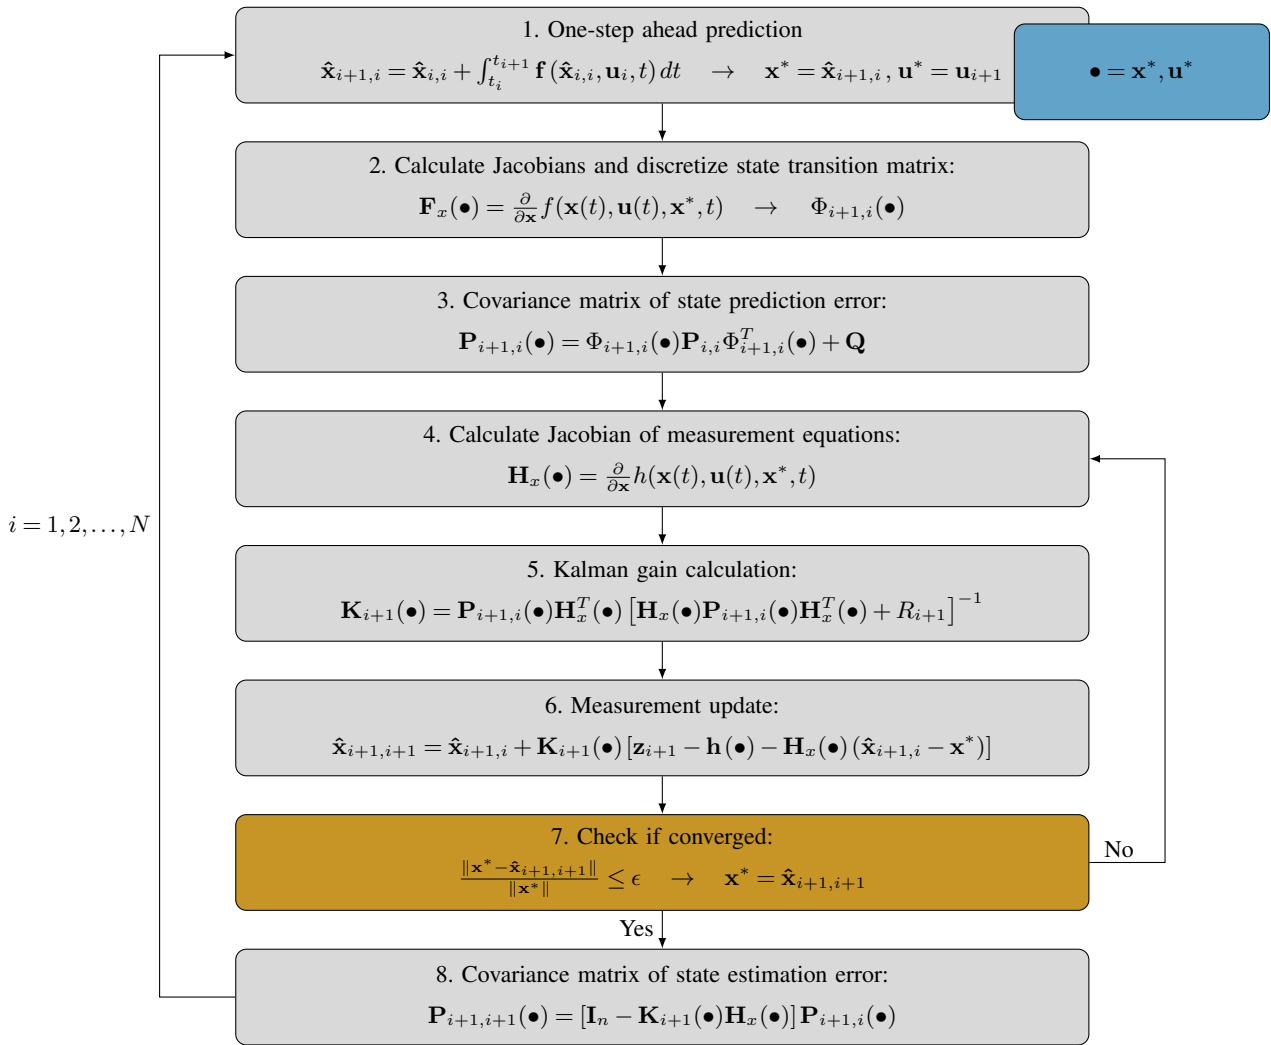 1. One-step ahead prediction
x̂_{i+1,i} = x̂_{i,i} + ∫_{t_i}^{t_{i+1}} f (x̂_{i,i}, u_i, t) dt → x* = x̂_{i+1,i} , u* = u_{i+1}
• = x*, u*
2. Calculate Jacobians and discretize state transition matrix:
F_x(•) = ∂/∂x f(x(t), u(t), x*, t) → Φ_{i+1,i}(•)
3. Covariance matrix of state prediction error:
P_{i+1,i}(•) = Φ_{i+1,i}(•)P_{i,i}Φ^T_{i+1,i}(•) + Q
4. Calculate Jacobian of measurement equations:
H_x(•) = ∂/∂x h(x(t), u(t), x*, t)
i = 1, 2, . . . , N
5. Kalman gain calculation:
K_{i+1}(•) = P_{i+1,i}(•)H^T_x(•) [H_x(•)P_{i+1,i}(•)H^T_x(•) + R_{i+1}]^{−1}
6. Measurement update:
x̂_{i+1,i+1} = x̂_{i+1,i} + K_{i+1}(•) [z_{i+1} − h(•) − H_x(•) (x̂_{i+1,i} − x*)]
7. Check if converged:
‖x* − x̂_{i+1,i+1}‖ / ‖x*‖ ≤ ϵ → x* = x̂_{i+1,i+1}
No
Yes
8. Covariance matrix of state estimation error:
P_{i+1,i+1}(•) = [I_n − K_{i+1}(•)H_x(•)] P_{i+1,i}(•)